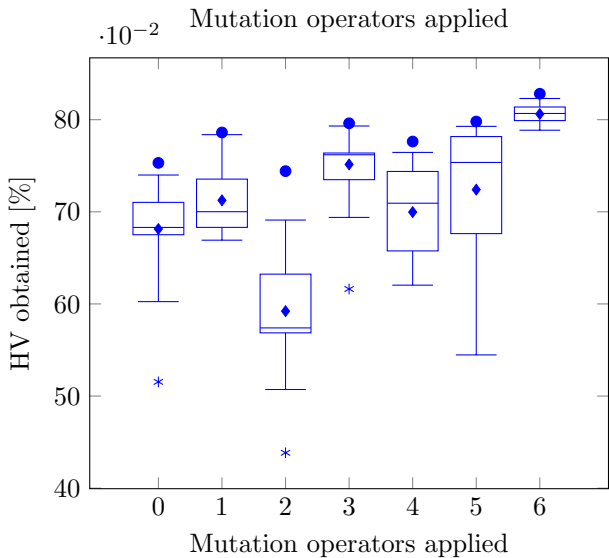 Mutation operators applied
·10⁻²
80
70
60
50
40
HV obtained [%]
0 1 2 3 4 5 6
Mutation operators applied